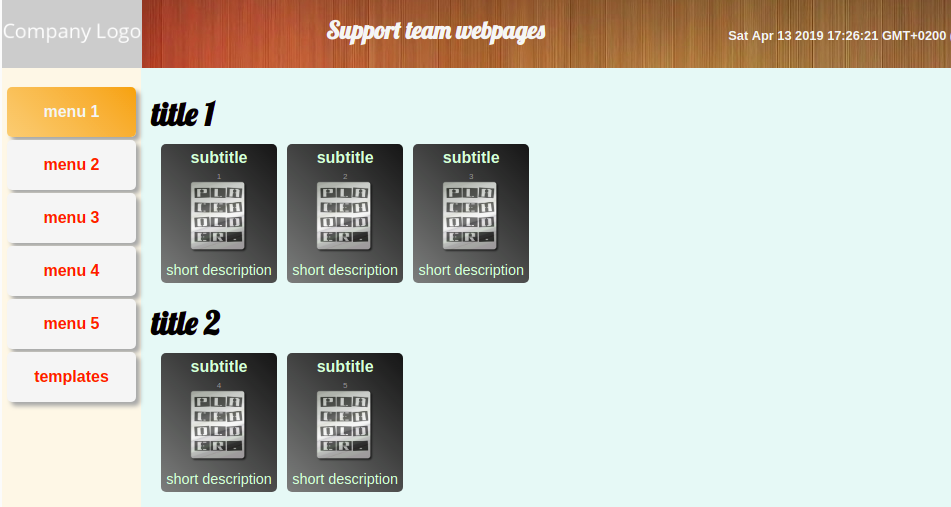 Company Logo
Support team webpages
Sat Apr 13 2019 17:26:21 GMT+0200
menu 1
menu 2
menu 3
menu 4
menu 5
templates
title 1
subtitle subtitle subtitle
1 2 3
PLA PLA PLA
CEH CEH CEH
OLD OLD OLD
ER. ER. ER.
short description short description short description
title 2
subtitle subtitle
4 5
PLA PLA
CEH CEH
OLD OLD
ER. ER.
short description short description